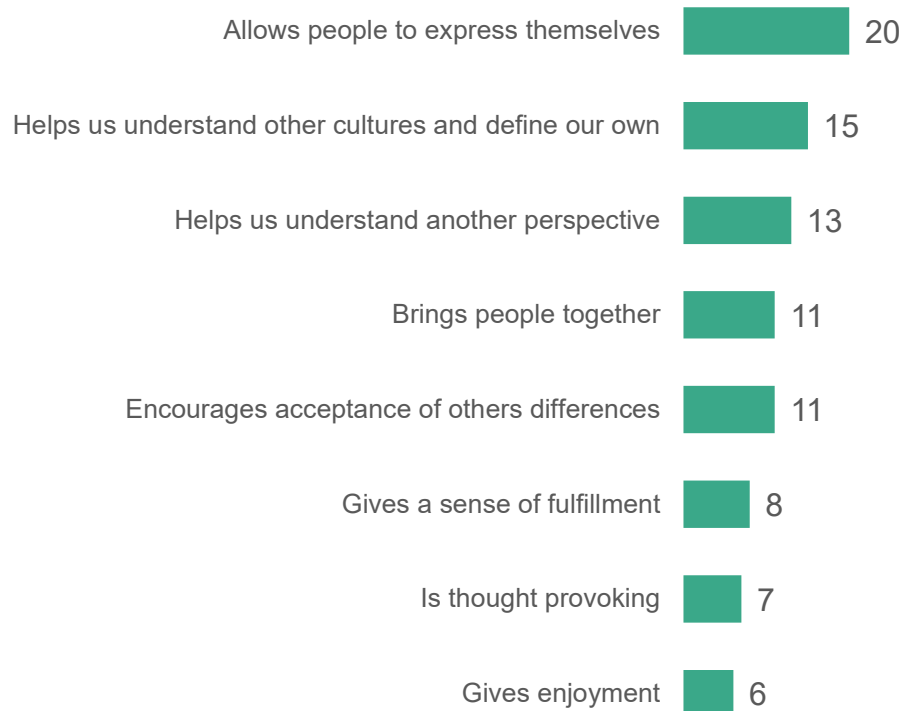 Allows people to express themselves 20
Helps us understand other cultures and define our own 15
Helps us understand another perspective 13
Brings people together 11
Encourages acceptance of others differences 11
Gives a sense of fulfillment 8
Is thought provoking 7
Gives enjoyment 6